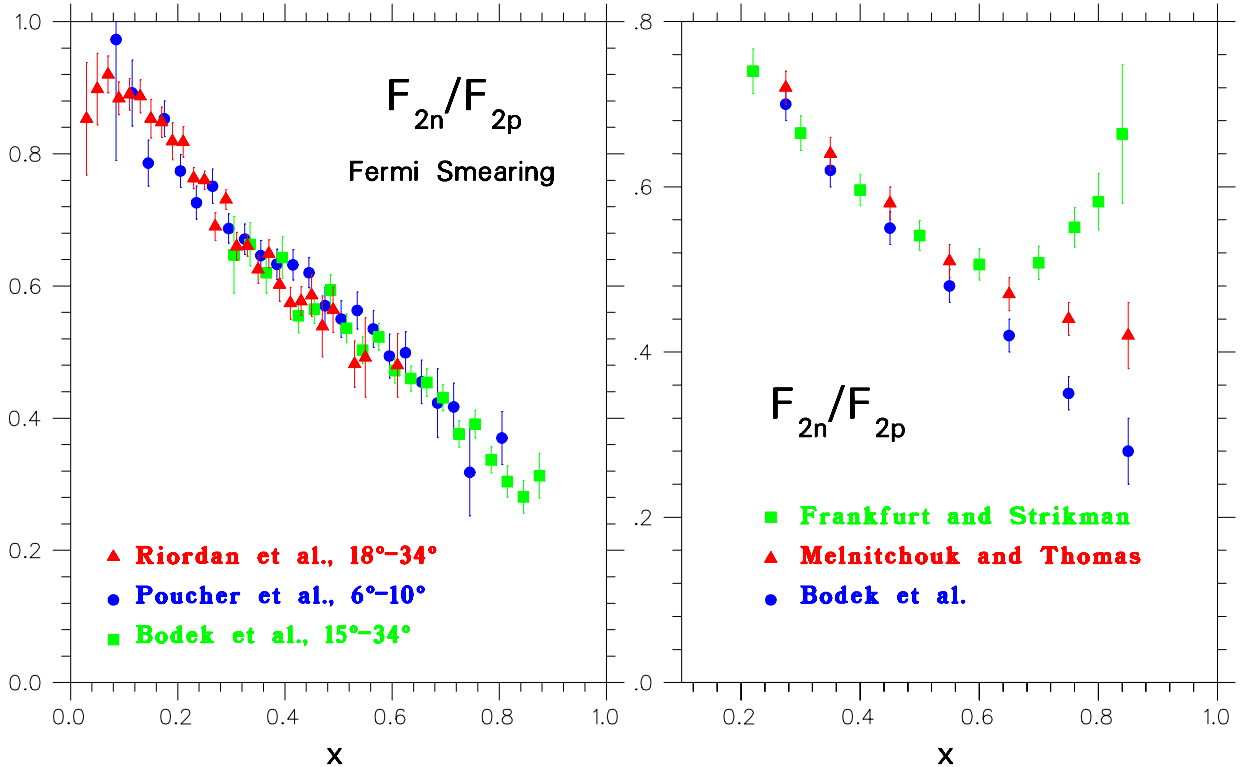 1.0
0.8
0.6
0.4
0.2
0.0
F2n/F2p
Fermi Smearing
Riordan et al., 18°−34°
Poucher et al., 6°−10°
Bodek et al., 15°−34°
0.0 0.2 0.4 0.6 0.8 1.0
x
.8
.6
.4
.2
.0
F2n/F2p
Frankfurt and Strikman
Melnitchouk and Thomas
Bodek et al.
0.2 0.4 0.6 0.8 1.0
x